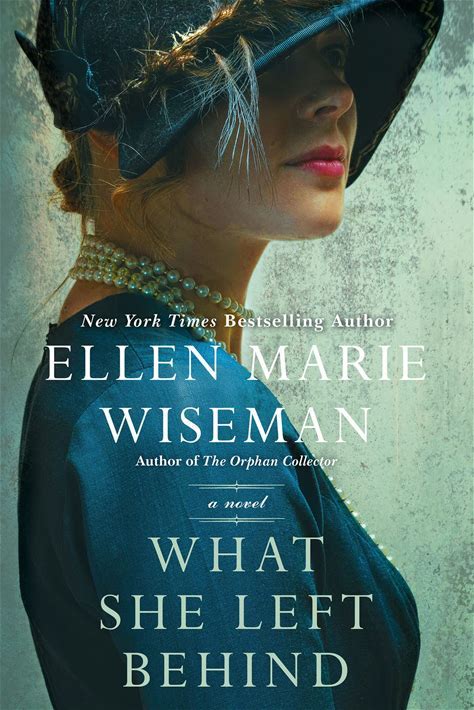 New York Times Bestselling Author
ELLEN MARIE
WISEMAN
Author of The Orphan Collector
a novel
WHAT
SHE LEFT
BEHIND